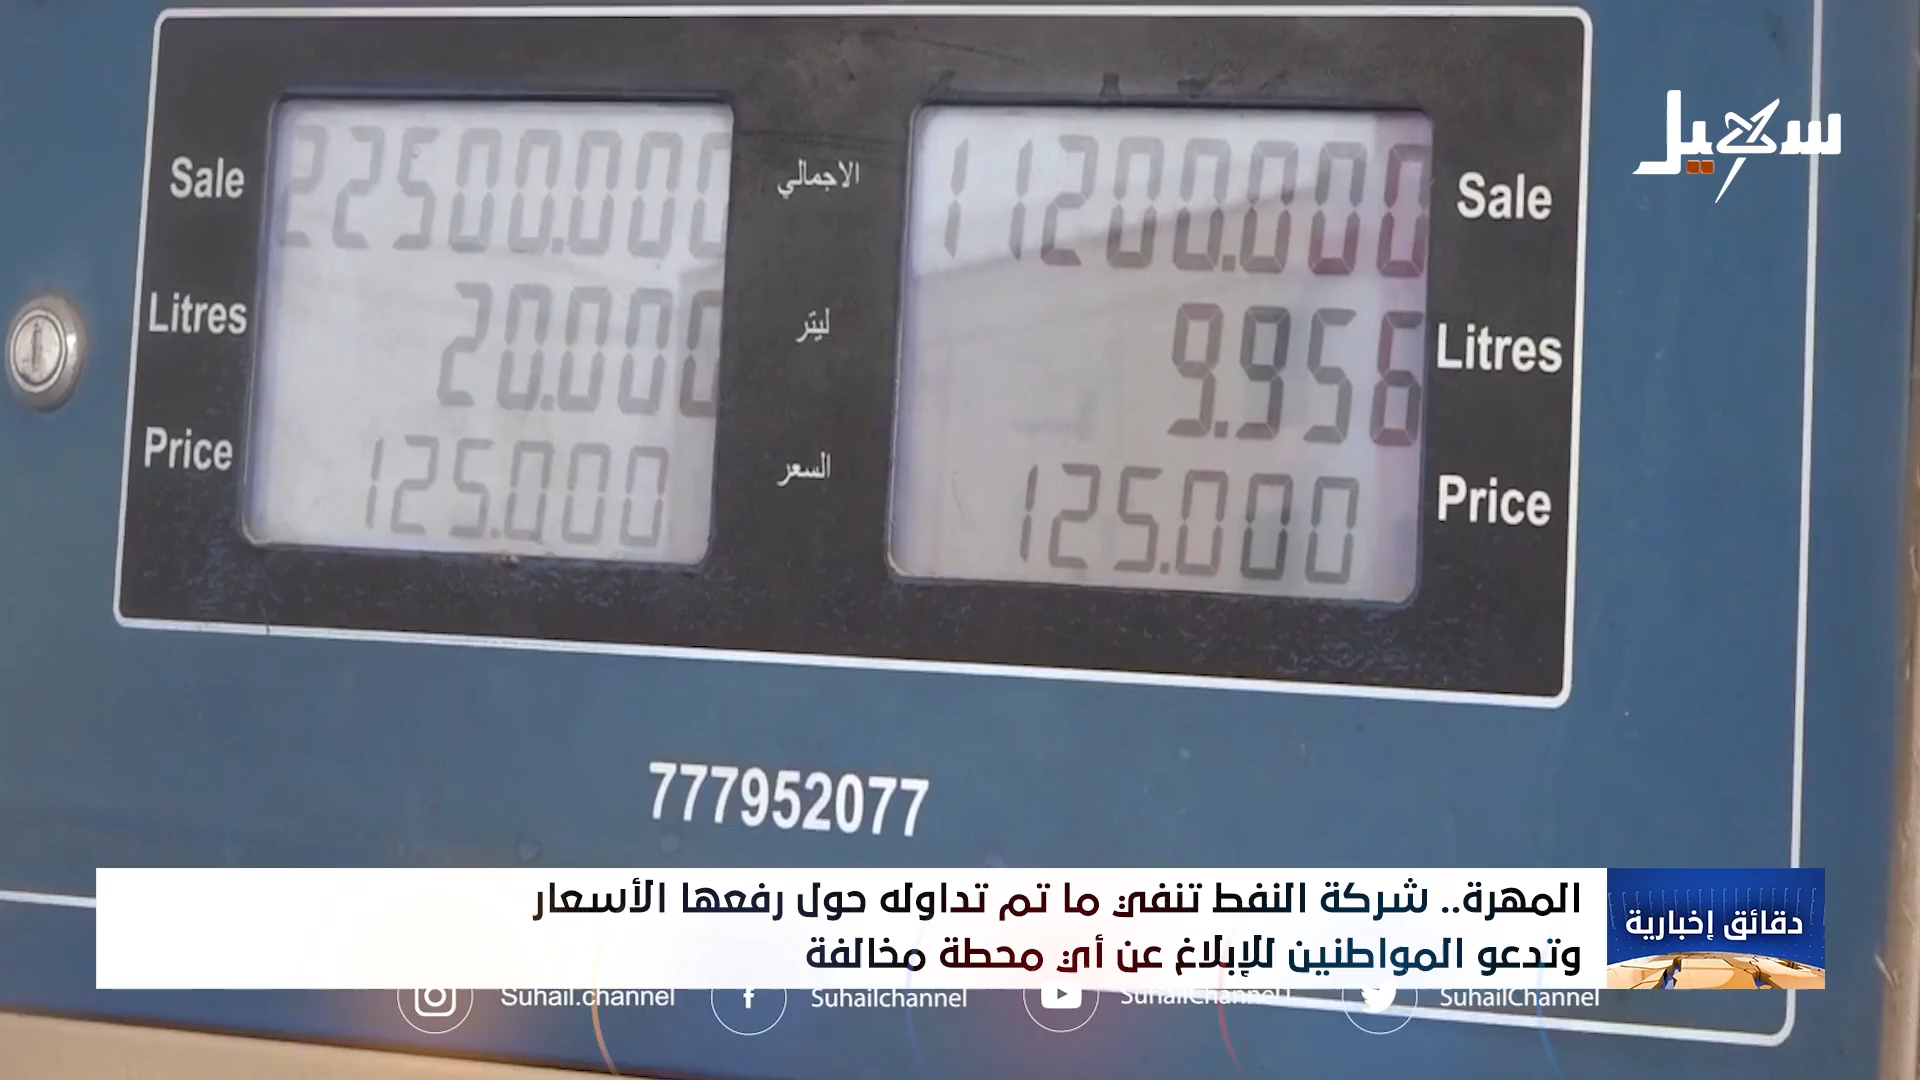 سهيل
Sale 22500.000 الاجمالي 11200.000 Sale
Litres 20.000 ليتر 9.956 Litres
Price 125.000 السعر 125.000 Price
777952077
دقائق إخبارية
المهرة.. شركة النفط تنفي ما تم تداوله حول رفعها الأسعار
وتدعو المواطنين للإبلاغ عن أي محطة مخالفة
Suhail.channel Suhailchannel SuhailChannel1 SuhailChannel